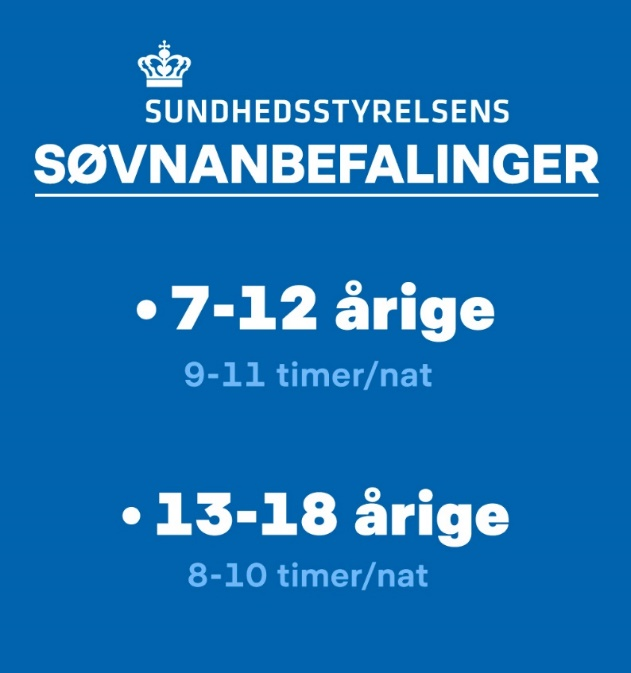 SUNDHEDSSTYRELSENS
SØVNANBEFALINGER
• 7-12 årige
9-11 timer/nat
• 13-18 årige
8-10 timer/nat